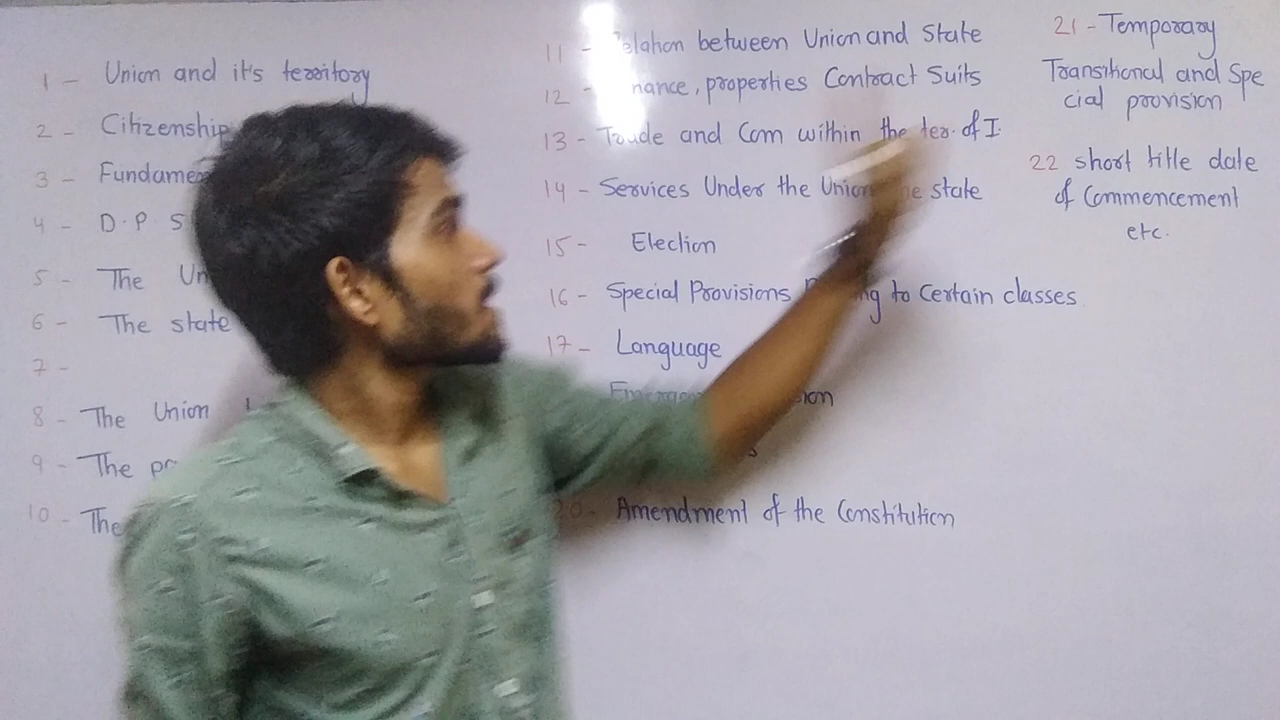 1 - Union and it's territory
2 - Citizenship
3 -
4 - D.P S
5 - The
6 - The state
7 -
8 - The Union
9 - The
10 - The
11 - Relation between Union and State
12 - properties Contract Suits
13 - Trade and Com within the ter. of I.
14 - Services Under the Union state
15 - Election
16 - Special Provisions to Certain classes
17 - Language
20 - Amendment of the Constitution
21 - Temporary
Transitional and Spe
cial provision
22 short title date
of Commencement
etc.